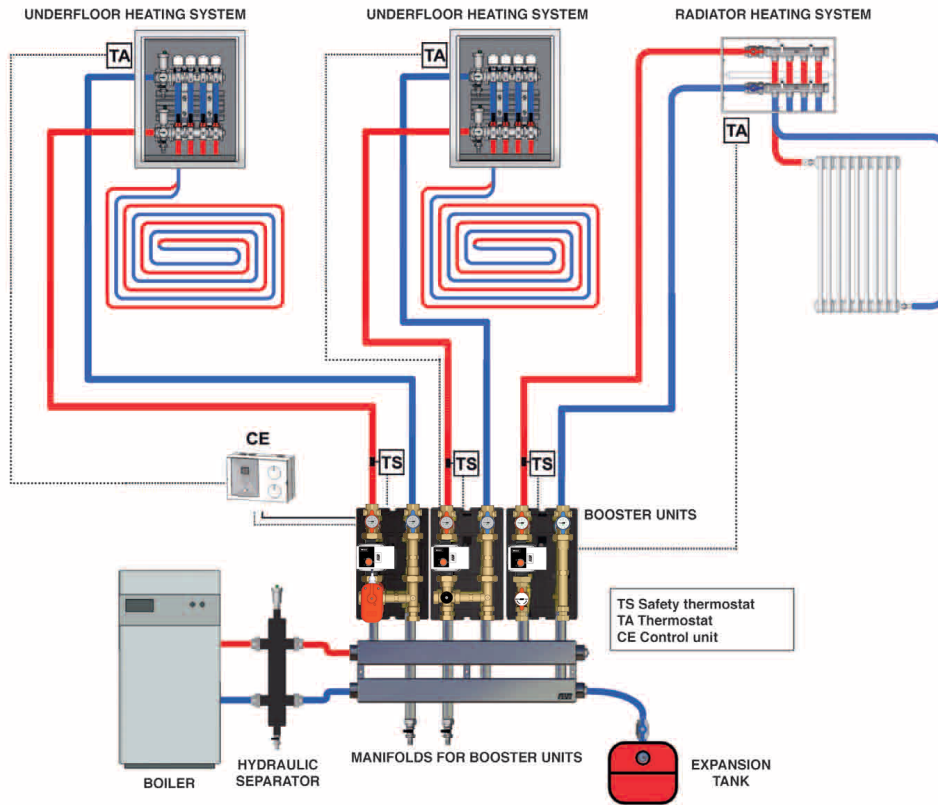 UNDERFLOOR HEATING SYSTEM
UNDERFLOOR HEATING SYSTEM
RADIATOR HEATING SYSTEM
TA
TA
TA
CE
TS
TS
TS
BOOSTER UNITS
TS Safety thermostat
TA Thermostat
CE Control unit
BOILER
HYDRAULIC
SEPARATOR
MANIFOLDS FOR BOOSTER UNITS
EXPANSION
TANK